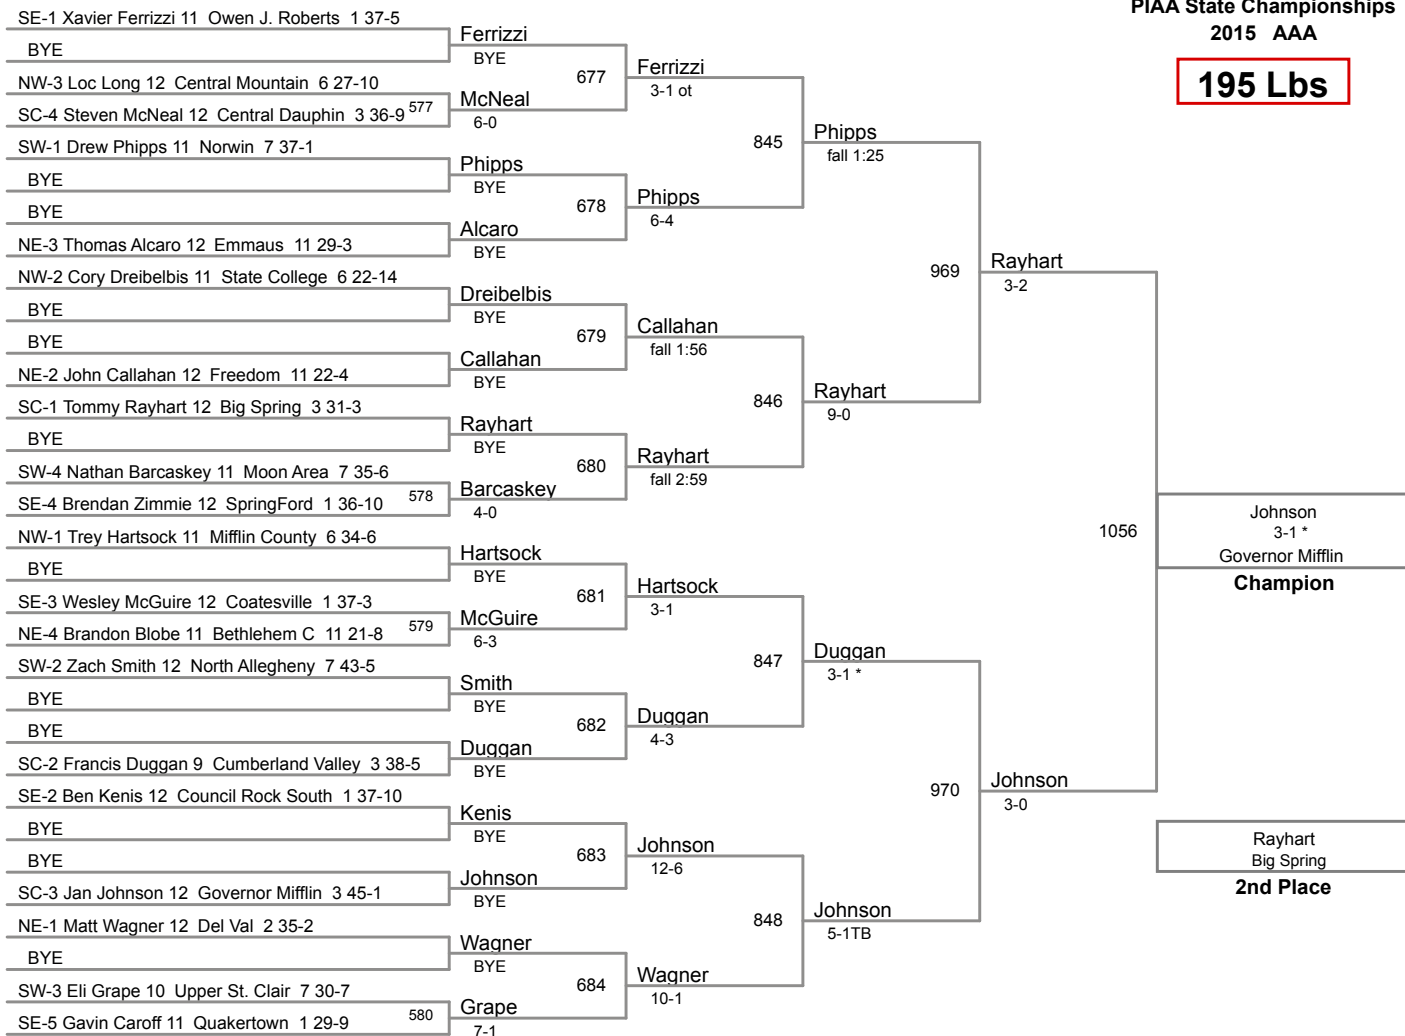 PIAA State Championships
2015 AAA
195 Lbs
SE-1 Xavier Ferrizzi 11 Owen J. Roberts 1 37-5
BYE
NW-3 Loc Long 12 Central Mountain 6 27-10
SC-4 Steven McNeal 12 Central Dauphin 3 36-9
577
SW-1 Drew Phipps 11 Norwin 7 37-1
BYE
BYE
NE-3 Thomas Alcaro 12 Emmaus 11 29-3
NW-2 Cory Dreibelbis 11 State College 6 22-14
BYE
BYE
NE-2 John Callahan 12 Freedom 11 22-4
SC-1 Tommy Rayhart 12 Big Spring 3 31-3
BYE
SW-4 Nathan Barcaskey 11 Moon Area 7 35-6
SE-4 Brendan Zimmie 12 SpringFord 1 36-10
578
NW-1 Trey Hartsock 11 Mifflin County 6 34-6
BYE
SE-3 Wesley McGuire 12 Coatesville 1 37-3
NE-4 Brandon Blobe 11 Bethlehem C 11 21-8
579
SW-2 Zach Smith 12 North Allegheny 7 43-5
BYE
BYE
SC-2 Francis Duggan 9 Cumberland Valley 3 38-5
SE-2 Ben Kenis 12 Council Rock South 1 37-10
BYE
BYE
SC-3 Jan Johnson 12 Governor Mifflin 3 45-1
NE-1 Matt Wagner 12 Del Val 2 35-2
BYE
SW-3 Eli Grape 10 Upper St. Clair 7 30-7
SE-5 Gavin Caroff 11 Quakertown 1 29-9
580
Ferrizzi
BYE
677
McNeal
6-0
Phipps
BYE
678
Alcaro
BYE
Dreibelbis
BYE
679
Callahan
BYE
Rayhart
BYE
680
Barcaskey
4-0
Hartsock
BYE
681
McGuire
6-3
Smith
BYE
682
Duggan
BYE
Kenis
BYE
683
Johnson
BYE
Wagner
BYE
684
Grape
7-1
Ferrizzi
3-1 ot
845
Phipps
6-4
Callahan
fall 1:56
846
Rayhart
fall 2:59
Hartsock
3-1
847
Duggan
4-3
Johnson
12-6
848
Wagner
10-1
Phipps
fall 1:25
969
Rayhart
9-0
Duggan
3-1 *
970
Johnson
5-1TB
Rayhart
3-2
1056
Johnson
3-0
Johnson
3-1 *
Governor Mifflin
Champion
Rayhart
Big Spring
2nd Place